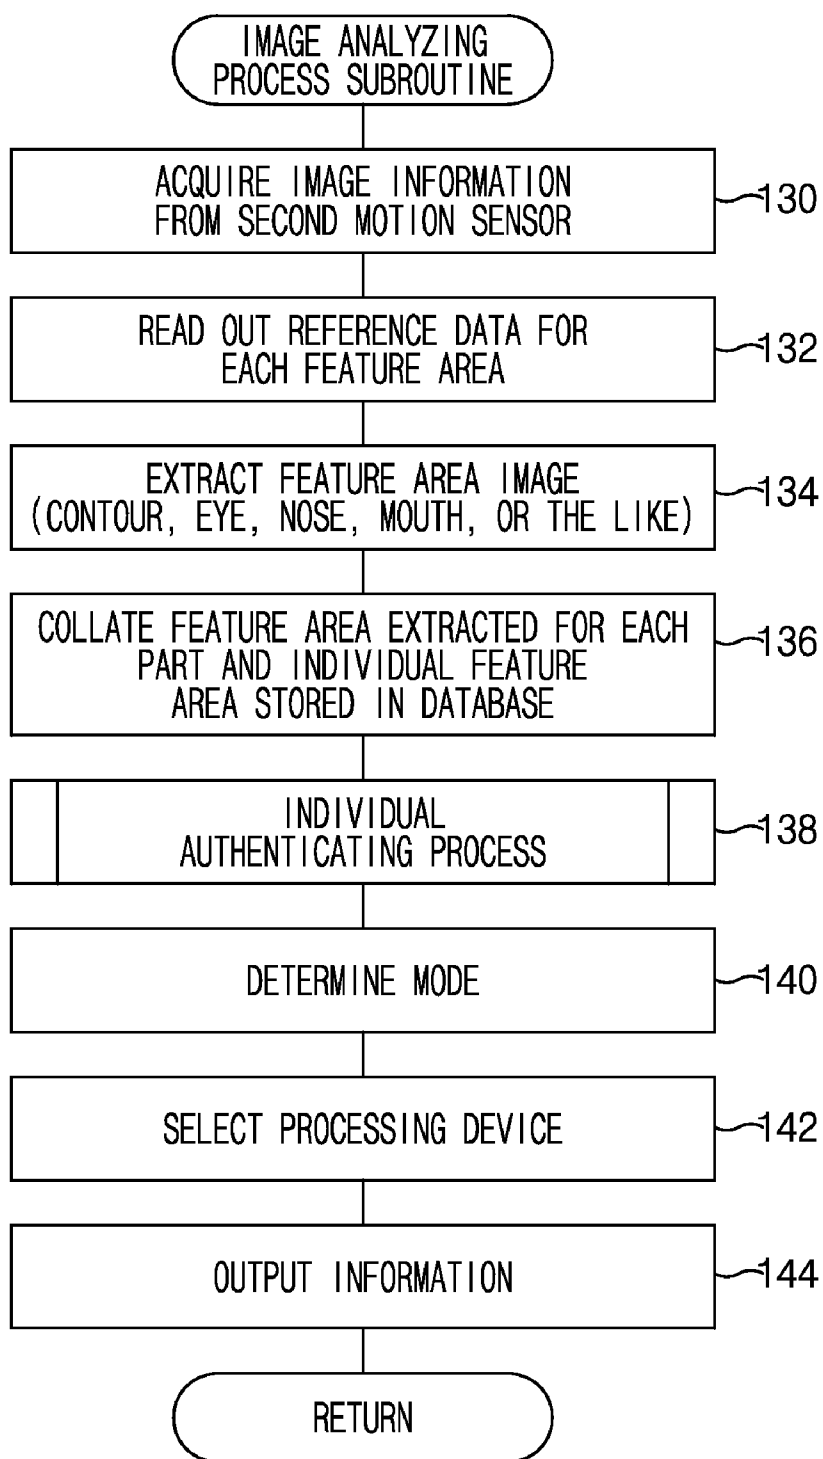 IMAGE ANALYZING
PROCESS SUBROUTINE
ACQUIRE IMAGE INFORMATION
FROM SECOND MOTION SENSOR
130
READ OUT REFERENCE DATA FOR
EACH FEATURE AREA
132
EXTRACT FEATURE AREA IMAGE
(CONTOUR, EYE, NOSE, MOUTH, OR THE LIKE)
134
COLLATE FEATURE AREA EXTRACTED FOR EACH
PART AND INDIVIDUAL FEATURE
AREA STORED IN DATABASE
136
INDIVIDUAL
AUTHENTICATING PROCESS
138
DETERMINE MODE
140
SELECT PROCESSING DEVICE
142
OUTPUT INFORMATION
144
RETURN